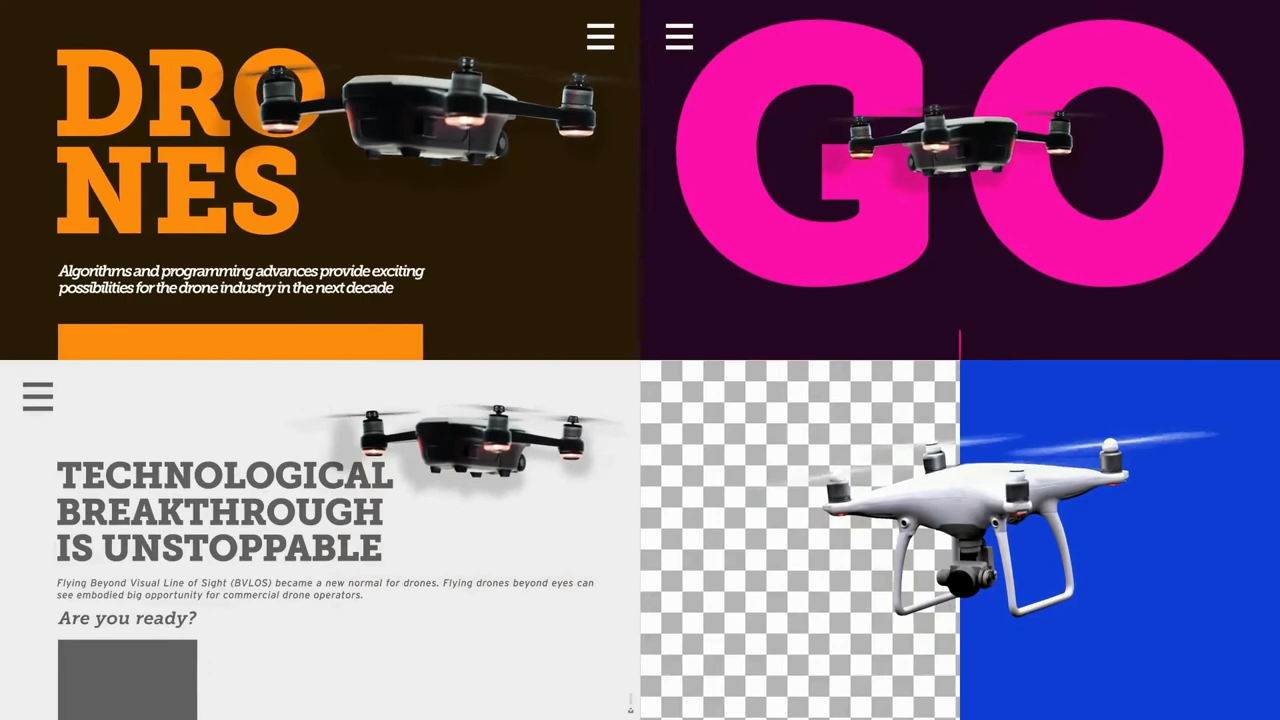 DRO
NES
Algorithms and programming advances provide exciting
possibilities for the drone industry in the next decade
GO
TECHNOLOGICAL
BREAKTHROUGH
IS UNSTOPPABLE
Flying Beyond Visual Line of Sight (BVLOS) became a new normal for drones. Flying drones beyond eyes can
see embodied big opportunity for commercial drone operators.
Are you ready?